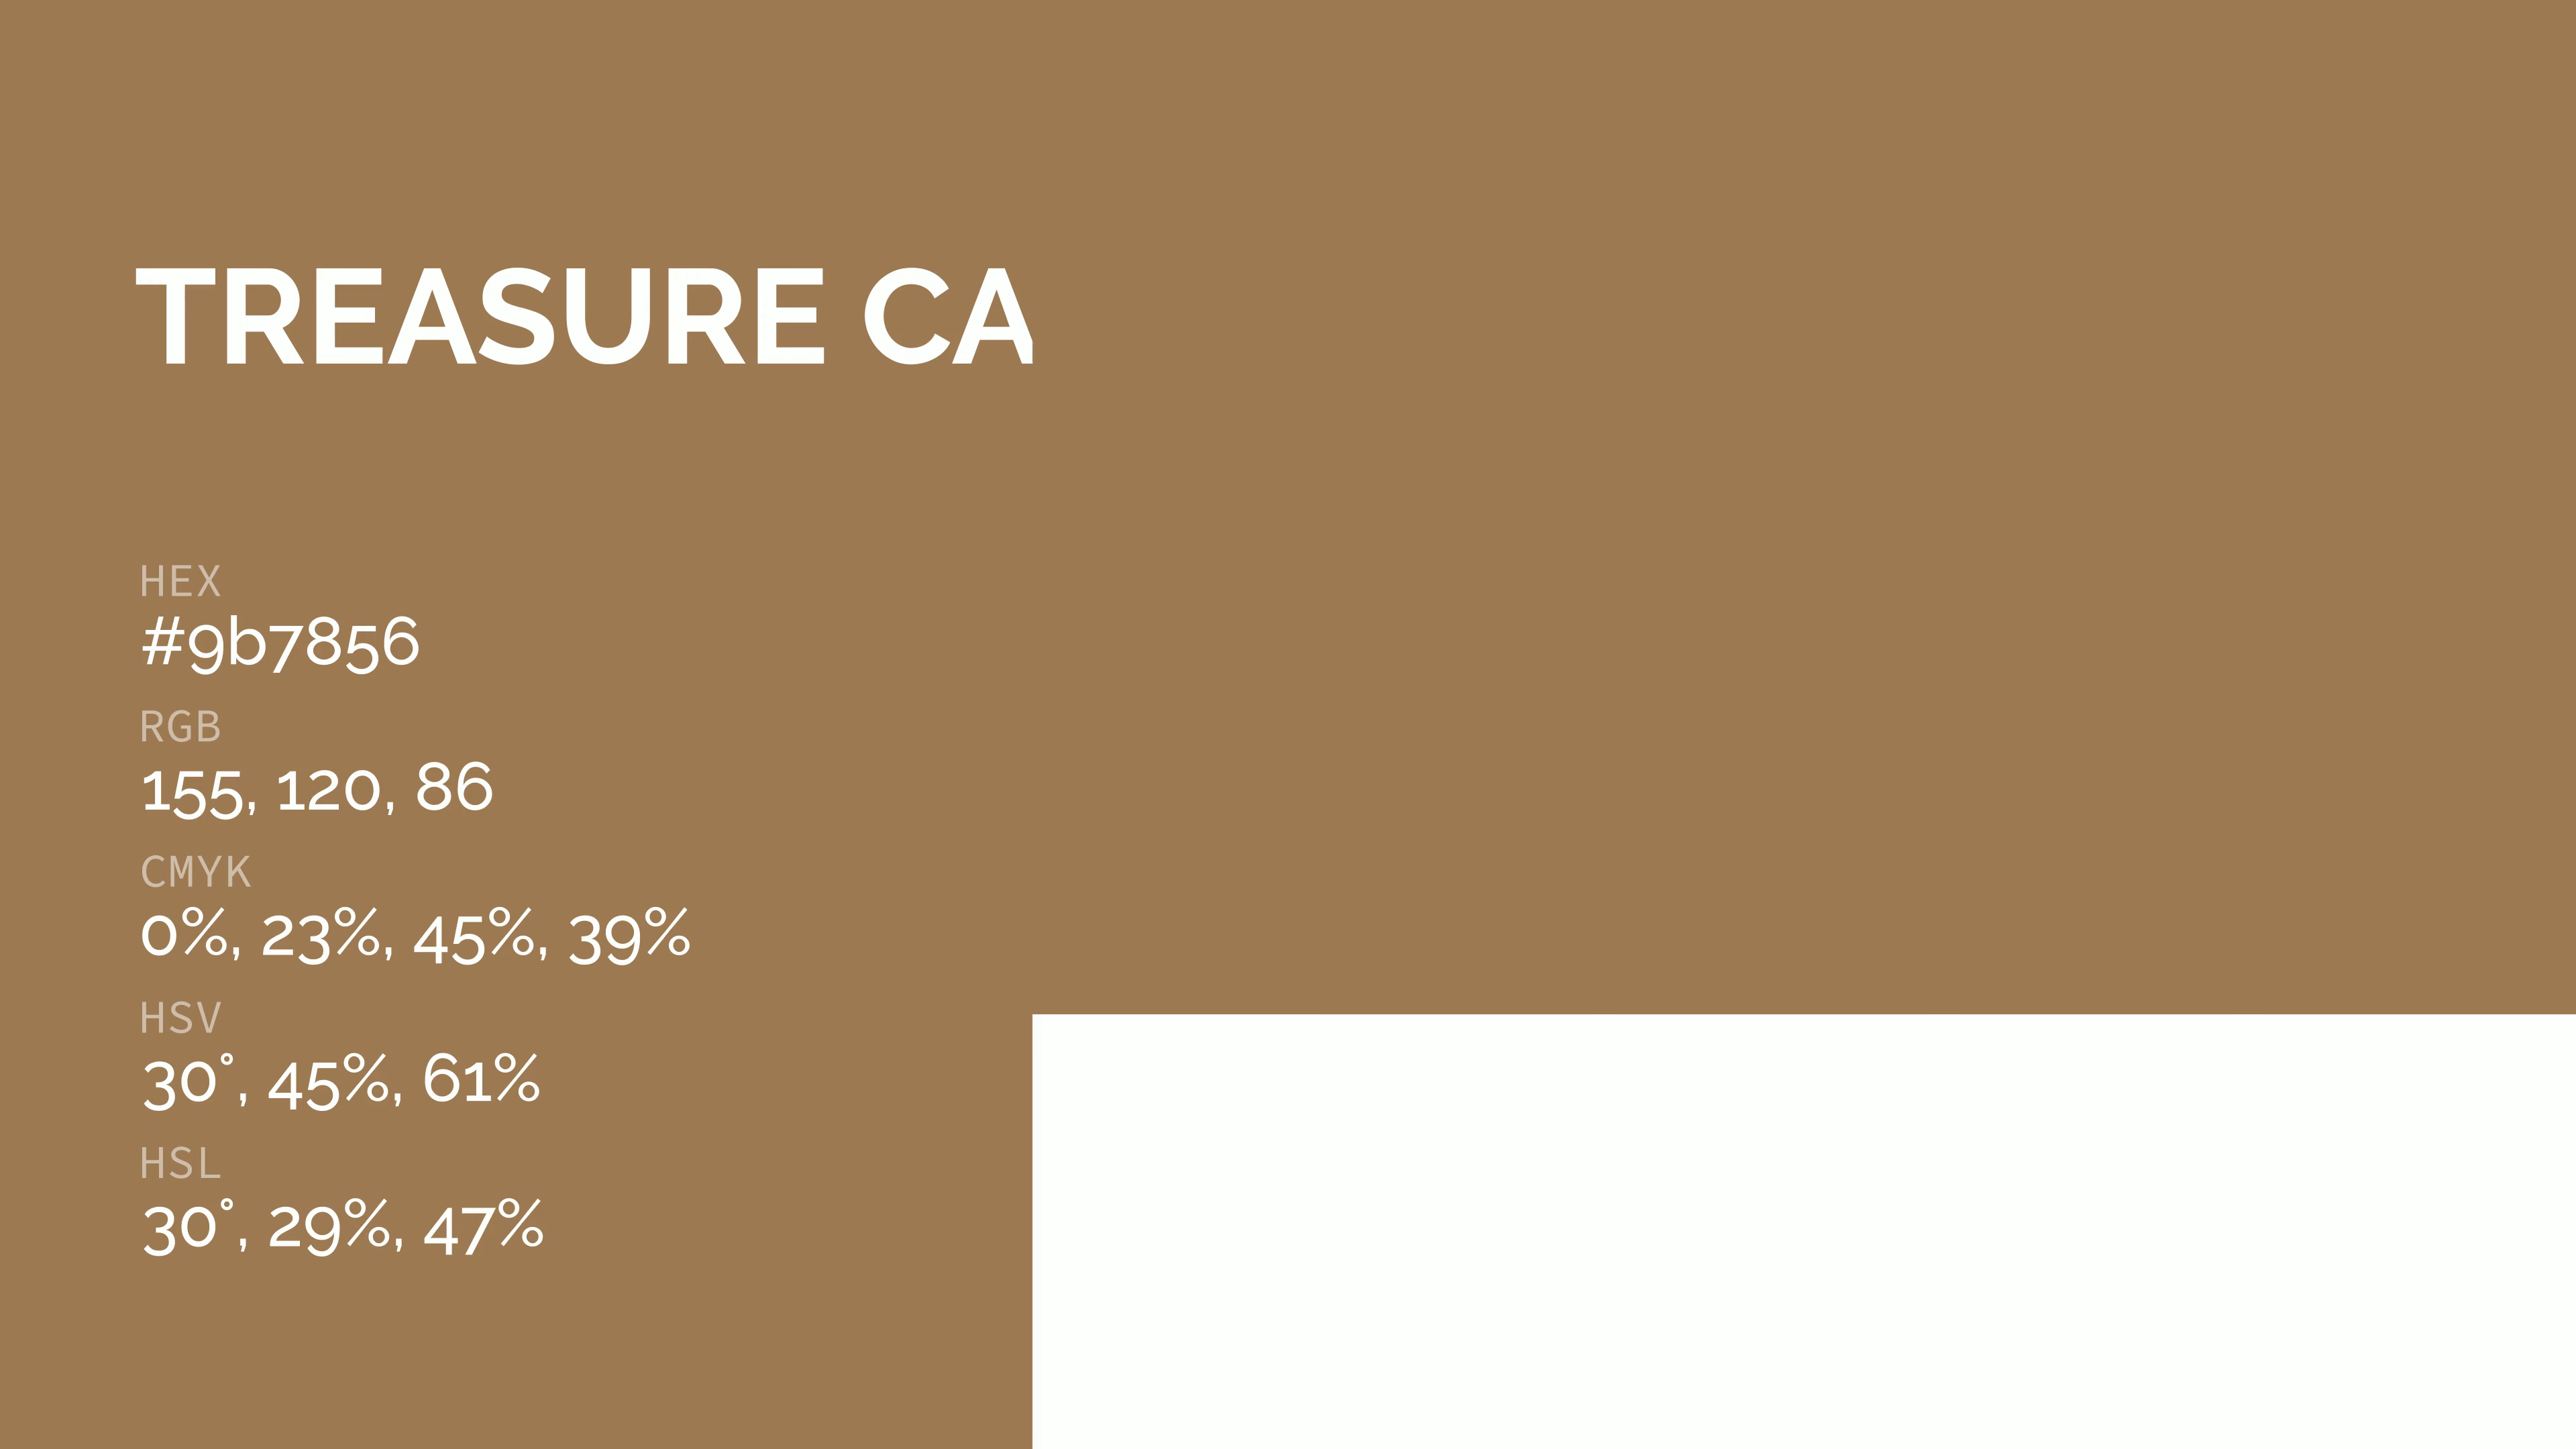 TREASURE CA
HEX
#9b7856
RGB
155, 120, 86
CMYK
0%, 23%, 45%, 39%
HSV
30°, 45%, 61%
HSL
30°, 29%, 47%